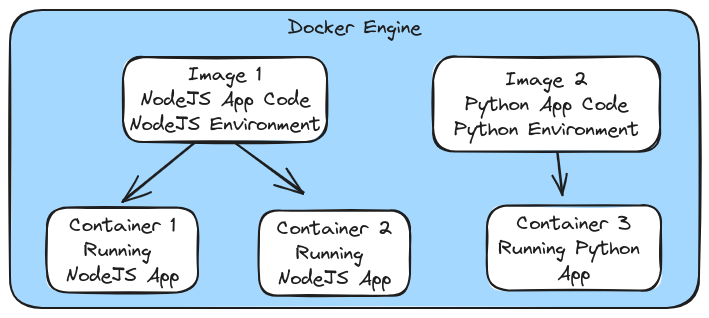 Docker Engine
Image 1
NodeJS App Code
NodeJS Environment
Image 2
Python App Code
Python Environment
Container 1
Running
NodeJS App
Container 2
Running
NodeJS App
Container 3
Running Python
App